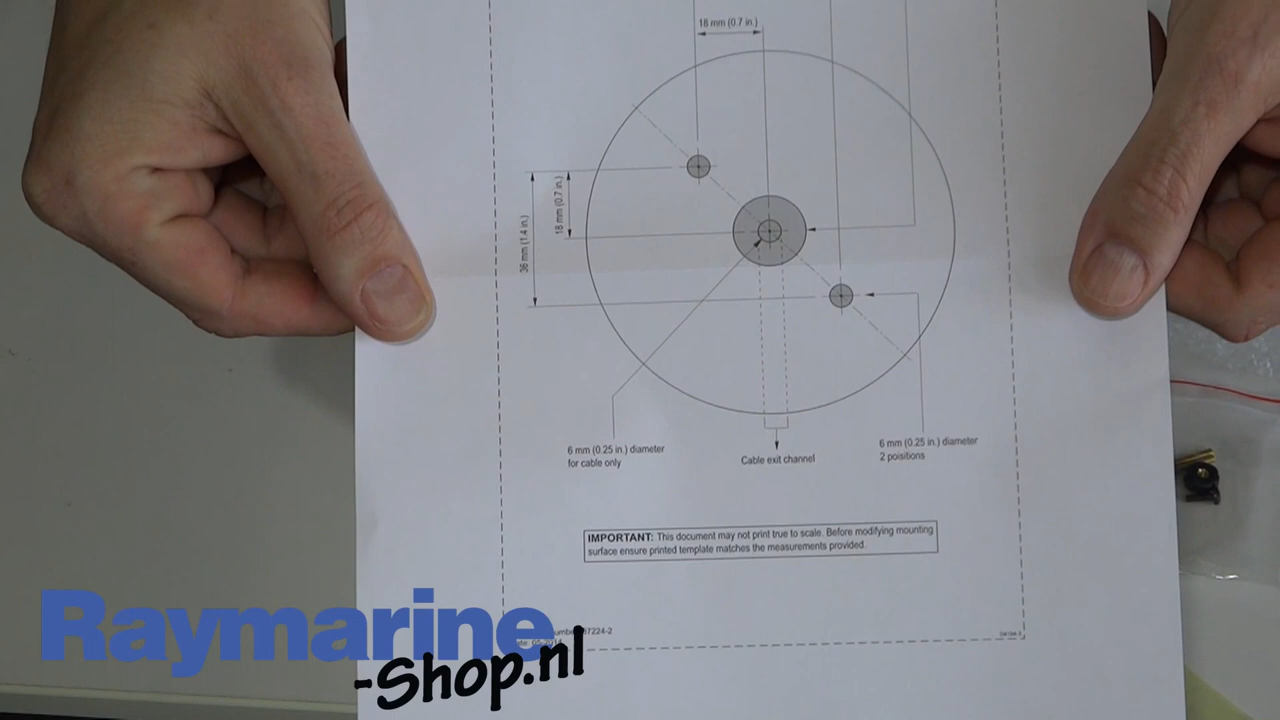 18 mm (0.7 in.)
18 mm (0.7 in.)
36 mm (1.4 in.)
6 mm (0.25 in.) diameter
for cable only
Cable exit channel
6 mm (0.25 in.) diameter
2 poisitions
IMPORTANT: This document may not print true to scale. Before modifying mounting
surface ensure printed template matches the measurements provided.
7224-2
Raymarine
-Shop.nl